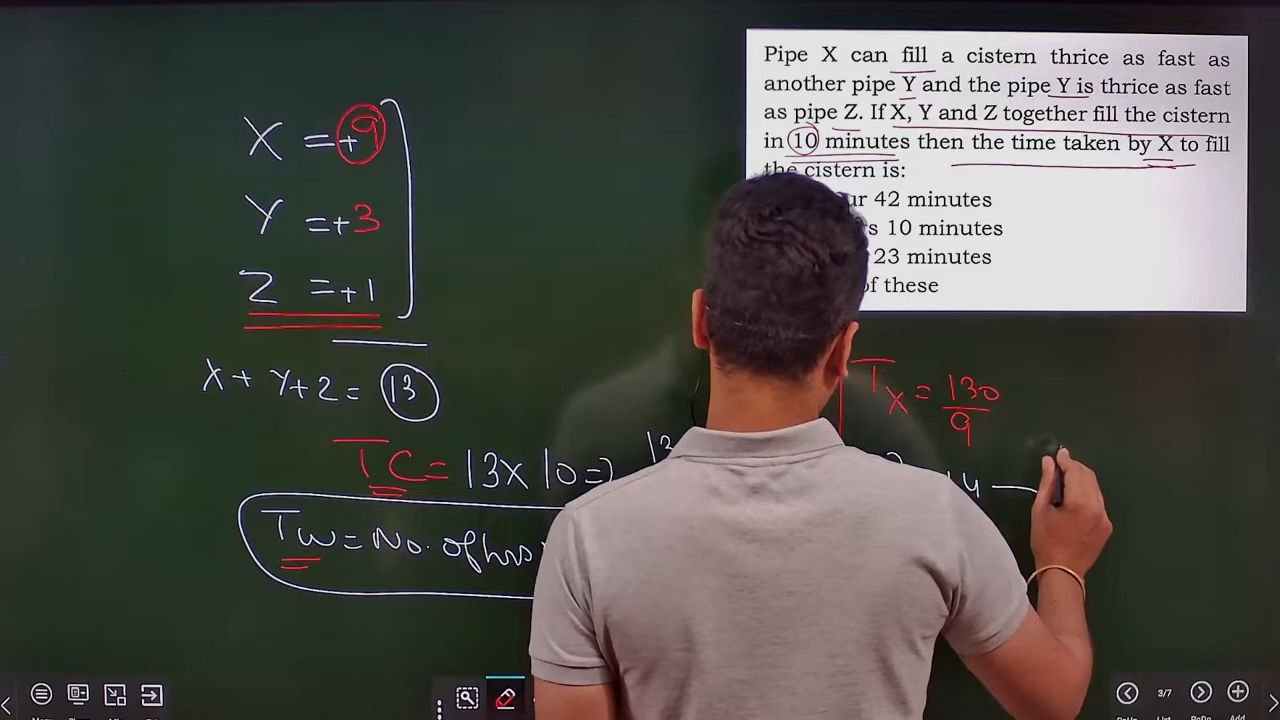 Pipe X can fill a cistern thrice as fast as
another pipe Y and the pipe Y is thrice as fast
as pipe Z. If X, Y and Z together fill the cistern
in 10 minutes then the time taken by X to fill
the cistern is:
42 minutes
10 minutes
23 minutes
of these
X = +9
Y = +3
Z = +1
X + Y + Z = 13
TC = 13 X 10 =>
Tw = No. of hrs
Tx = 130
9
3/7